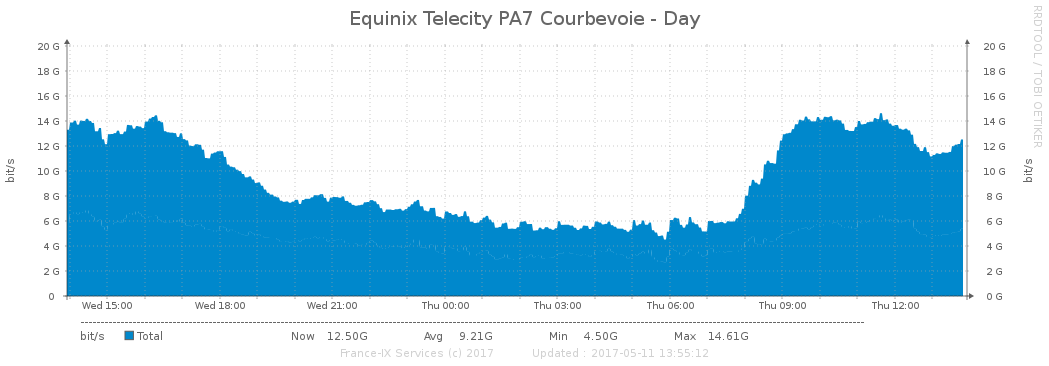 Equinix Telecity PA7 Courbevoie - Day
RRDTOOL / TOBI OETIKER
bit/s
20 G 20 G
18 G 18 G
16 G 16 G
14 G 14 G
12 G 12 G
10 G 10 G
8 G 8 G
6 G 6 G
4 G 4 G
2 G 2 G
0 0 G
bit/s
Wed 15:00 Wed 18:00 Wed 21:00 Thu 00:00 Thu 03:00 Thu 06:00 Thu 09:00 Thu 12:00
bit/s Total Now 12.50G Avg 9.21G Min 4.50G Max 14.61G
France-IX Services (c) 2017 Updated : 2017-05-11 13:55:12